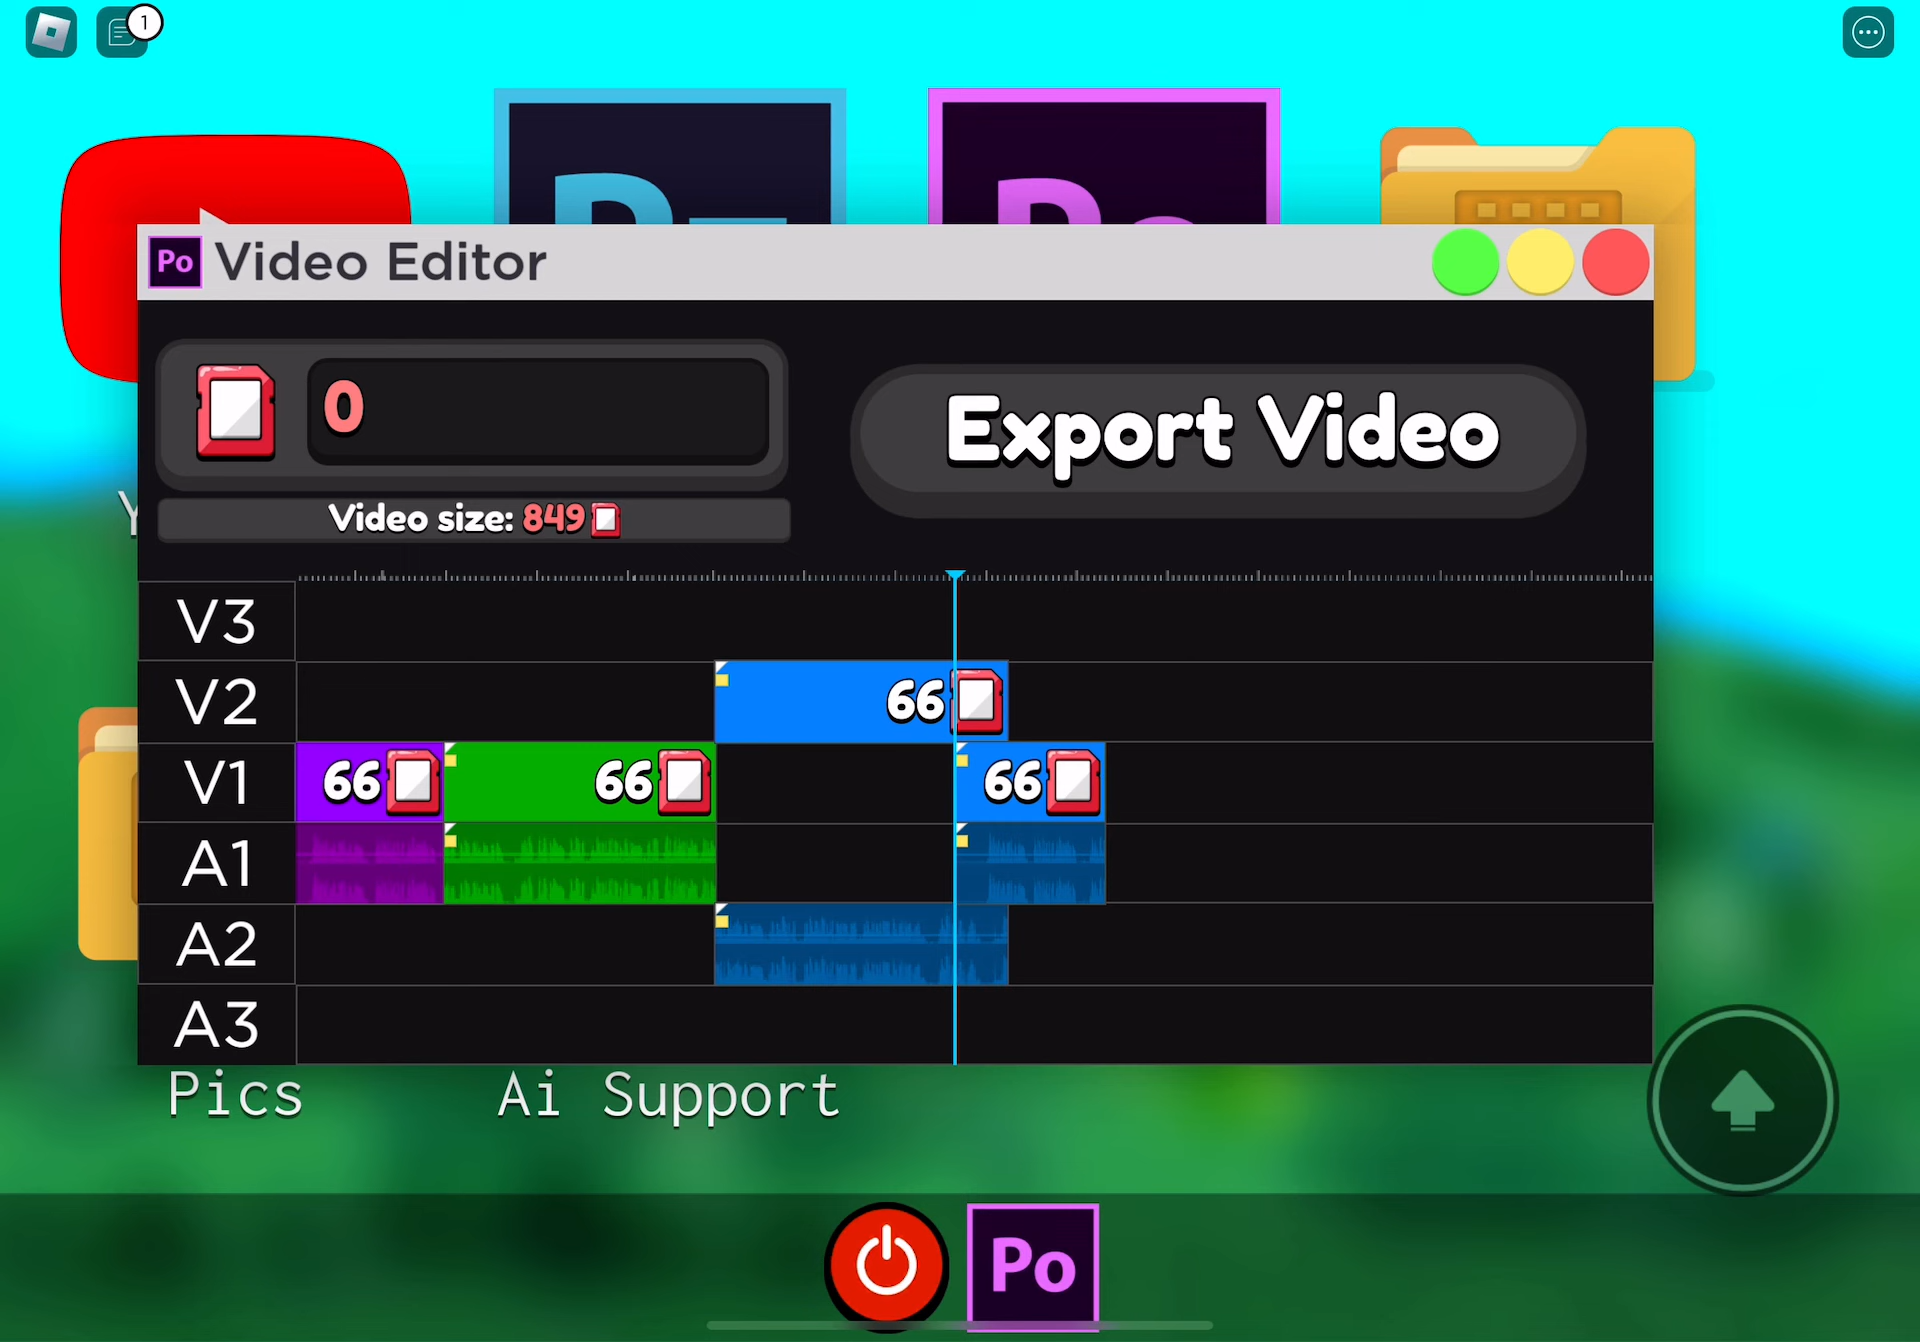 1
Po Video Editor
0
Export Video
Video size: 849
V3
V2 66
V1 66 66 66
A1
A2
A3
Pics Ai Support
Po